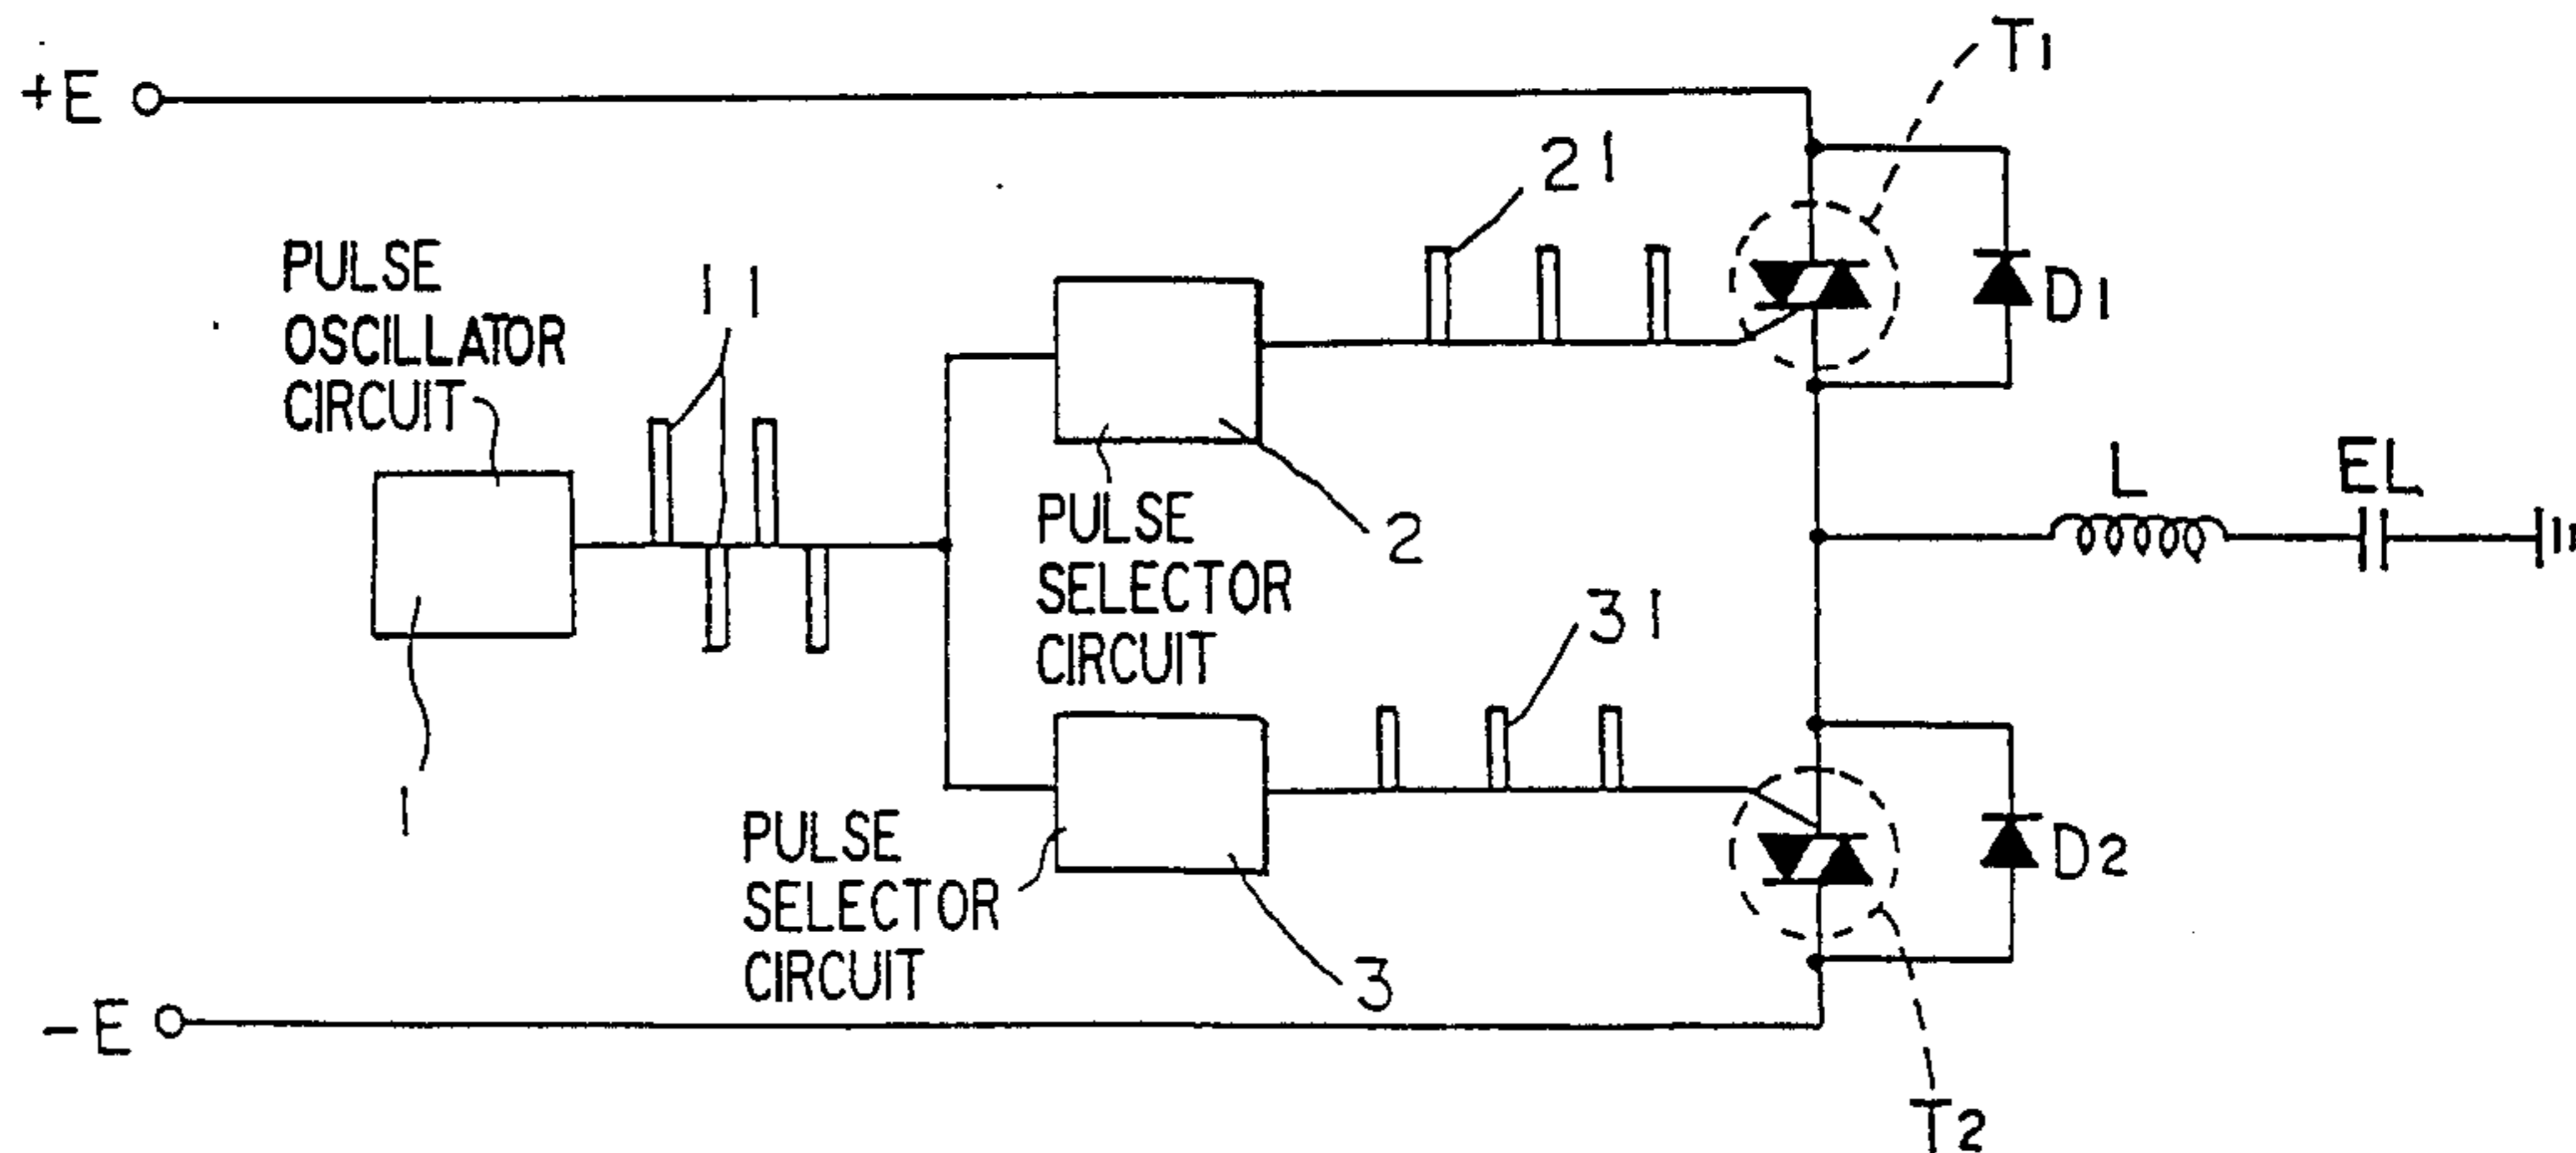 T1
+E
21
PULSE
OSCILLATOR
CIRCUIT
11
D1
EL
L
PULSE
SELECTOR
CIRCUIT
2
31
1
PULSE
SELECTOR
CIRCUIT
3
D2
-E
T2